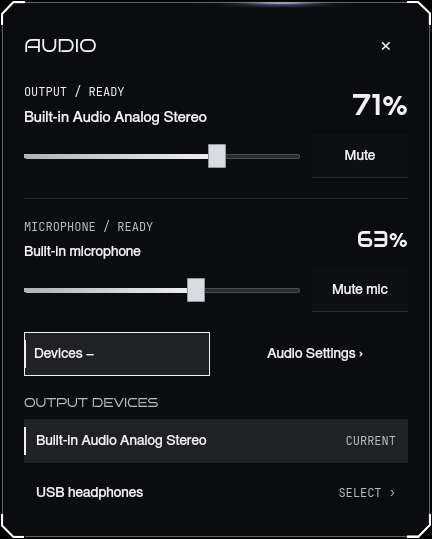 AUDIO ×
OUTPUT / READY
Built-in Audio Analog Stereo
71%
Mute
MICROPHONE / READY
Built-in microphone
63%
Mute mic
Devices –
Audio Settings ›
OUTPUT DEVICES
Built-in Audio Analog Stereo CURRENT
USB headphones SELECT ›